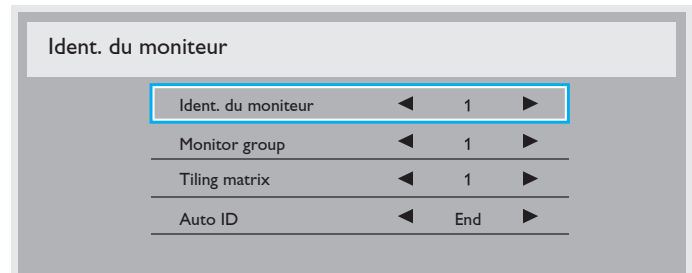 Ident. du moniteur
Ident. du moniteur 1
Monitor group 1
Tiling matrix 1
Auto ID End